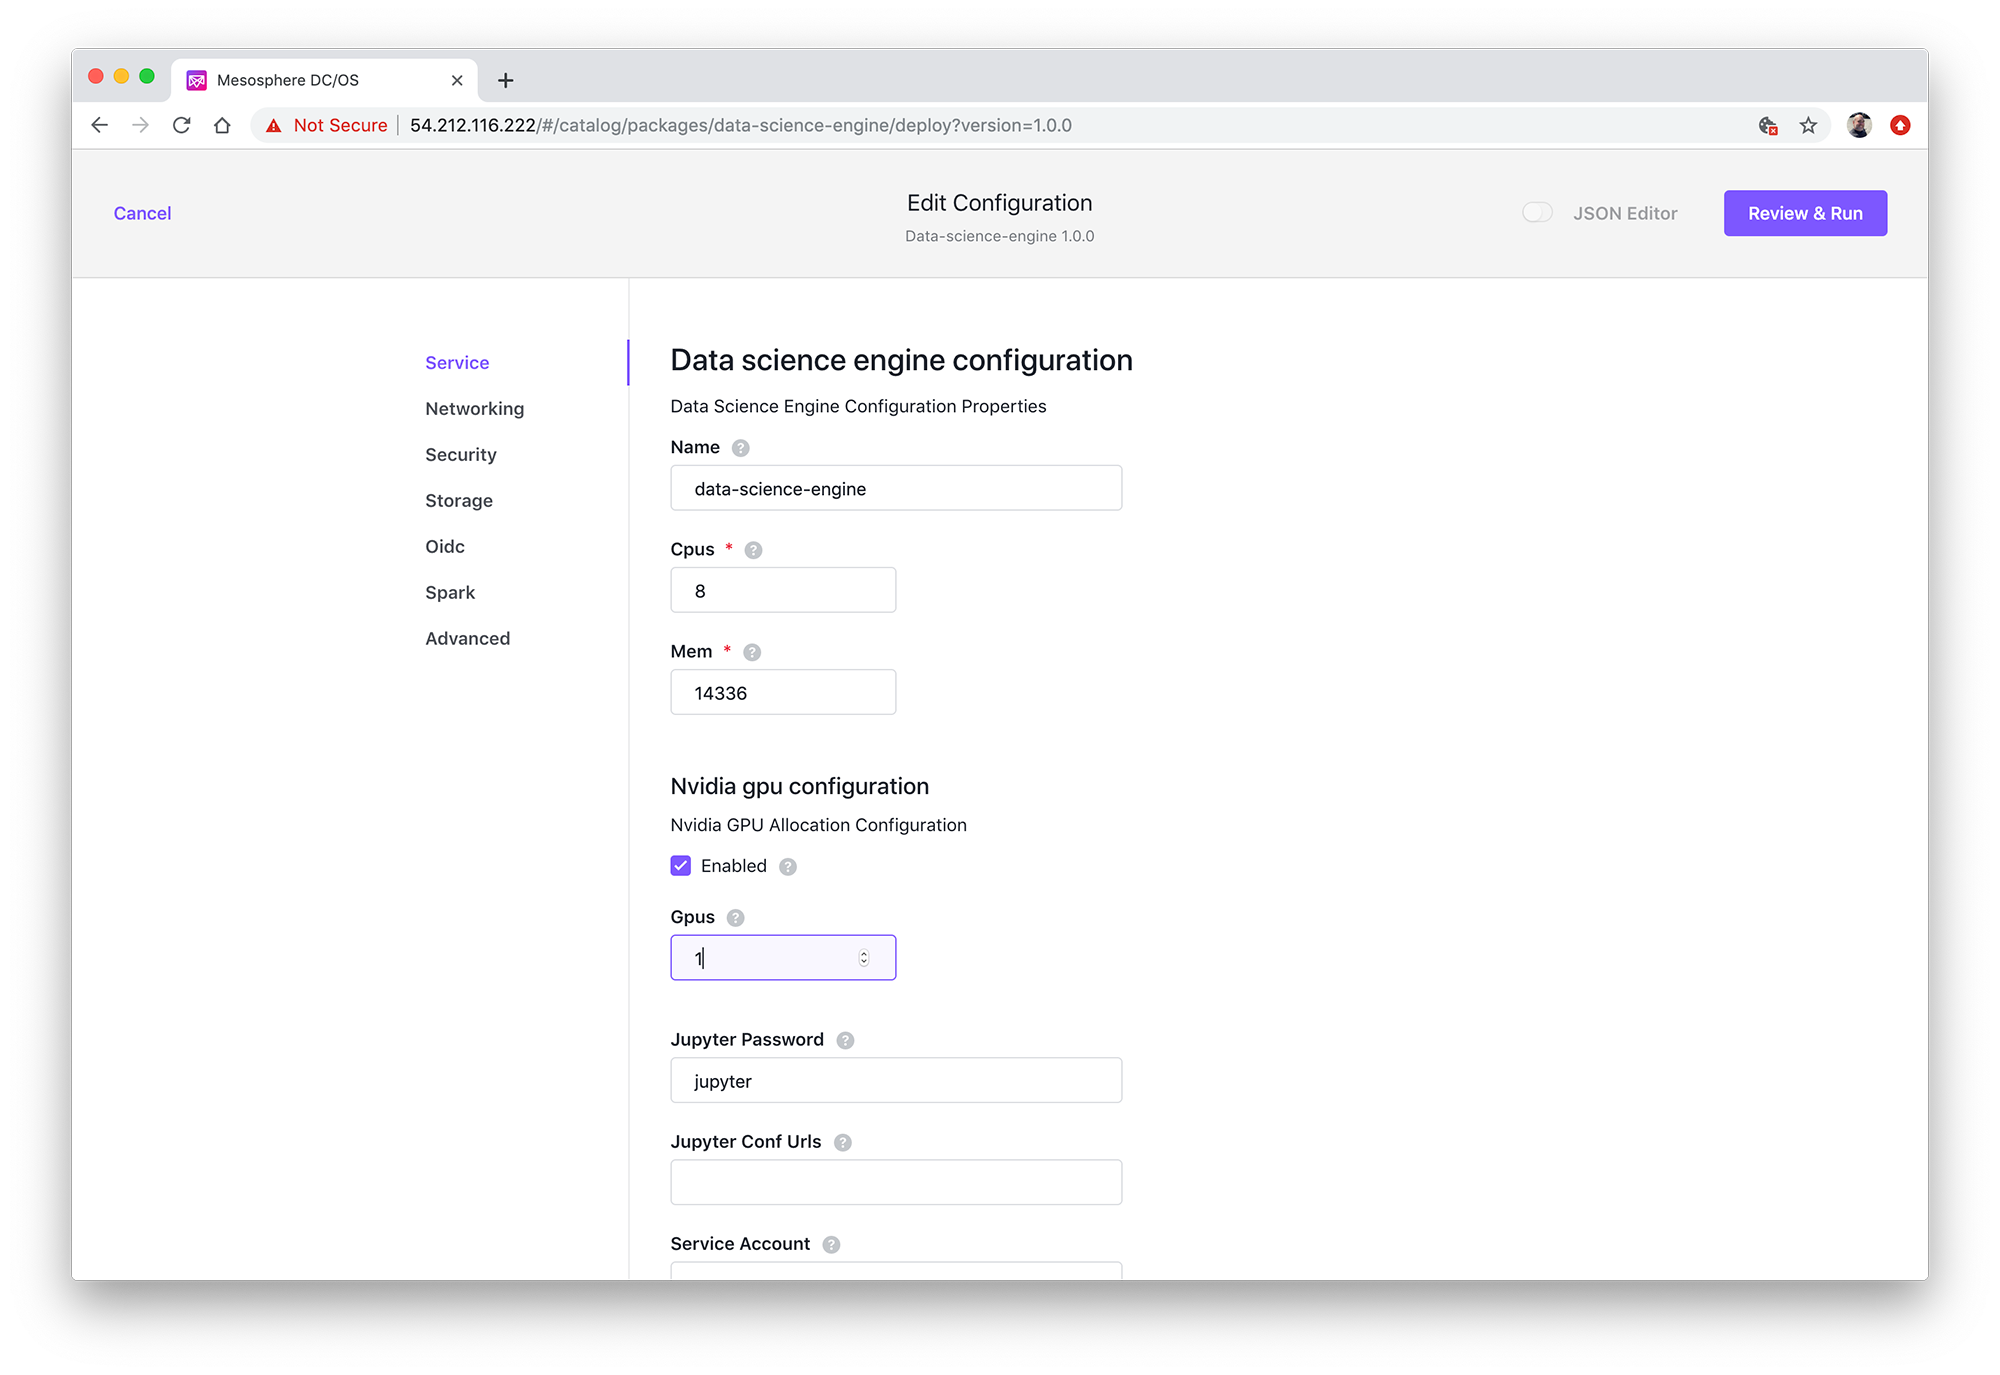 Mesosphere DC/OS
Not Secure 54.212.116.222/#/catalog/packages/data-science-engine/deploy?version=1.0.0
Cancel
Edit Configuration
Data-science-engine 1.0.0
JSON Editor
Review & Run
Service
Networking
Security
Storage
Oidc
Spark
Advanced
Data science engine configuration
Data Science Engine Configuration Properties
Name ?
data-science-engine
Cpus * ?
8
Mem * ?
14336
Nvidia gpu configuration
Nvidia GPU Allocation Configuration
Enabled ?
Gpus ?
1
Jupyter Password ?
jupyter
Jupyter Conf Urls ?
Service Account ?